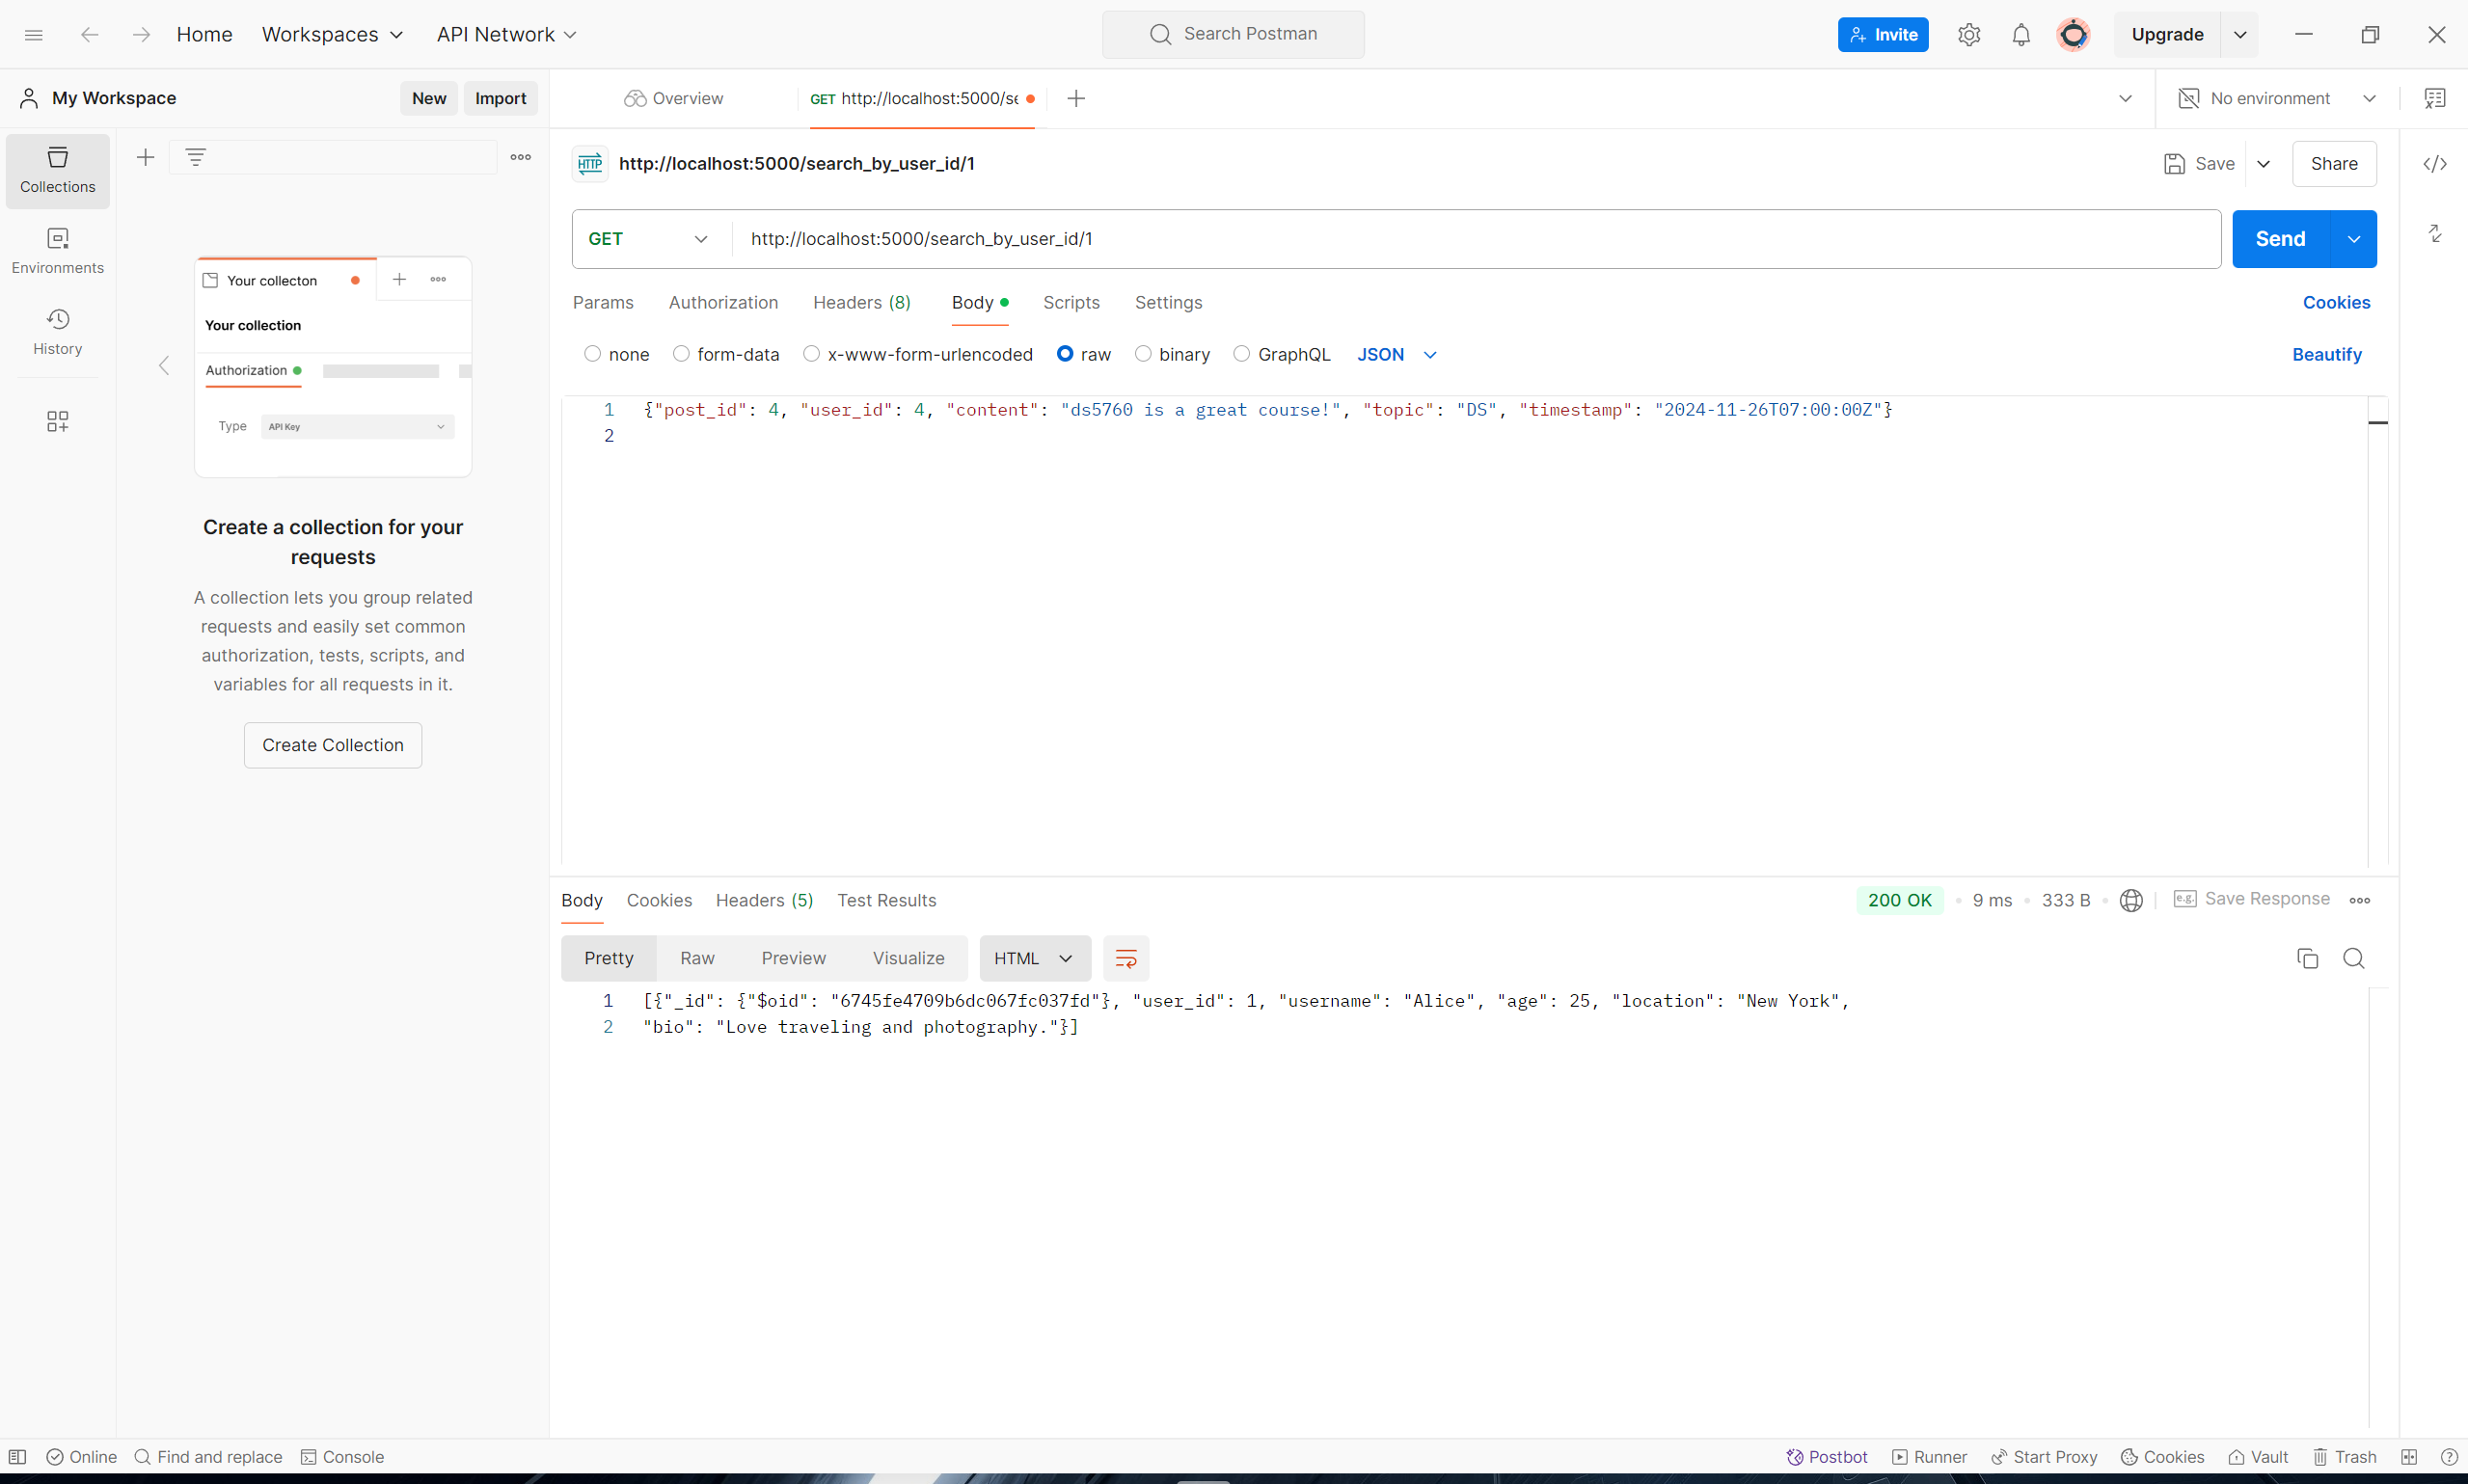 Home Workspaces API Network Search Postman Invite Upgrade
My Workspace New Import Overview GET http://localhost:5000/se No environment
Collections
Environments
History
Your collecton
Your collection
Authorization
Type API Key
Create a collection for your
requests
A collection lets you group related
requests and easily set common
authorization, tests, scripts, and
variables for all requests in it.
Create Collection
HTTP http://localhost:5000/search_by_user_id/1 Save Share
GET http://localhost:5000/search_by_user_id/1 Send
Params Authorization Headers (8) Body Scripts Settings Cookies
none form-data x-www-form-urlencoded raw binary GraphQL JSON Beautify
1 {"post_id": 4, "user_id": 4, "content": "ds5760 is a great course!", "topic": "DS", "timestamp": "2024-11-26T07:00:00Z"}
2
Body Cookies Headers (5) Test Results 200 OK 9 ms 333 B e.g. Save Response
Pretty Raw Preview Visualize HTML
1 [{"_id": {"$oid": "6745fe4709b6dc067fc037fd"}, "user_id": 1, "username": "Alice", "age": 25, "location": "New York",
2 "bio": "Love traveling and photography."}]
Online Find and replace Console Postbot Runner Start Proxy Cookies Vault Trash